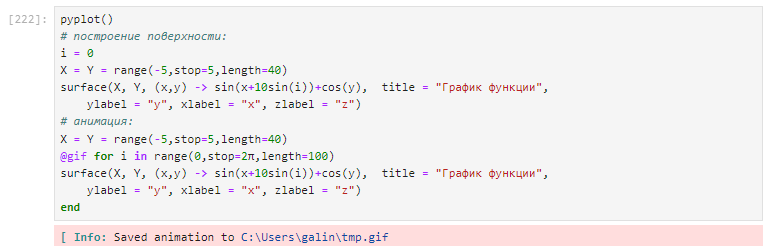 [222]: pyplot()
# построение поверхности:
i = 0
X = Y = range(-5,stop=5,length=40)
surface(X, Y, (x,y) -> sin(x+10sin(i))+cos(y),  title = "График функции",
    ylabel = "y", xlabel = "x", zlabel = "z")
# анимация:
X = Y = range(-5,stop=5,length=40)
@gif for i in range(0,stop=2π,length=100)
surface(X, Y, (x,y) -> sin(x+10sin(i))+cos(y),  title = "График функции",
    ylabel = "y", xlabel = "x", zlabel = "z")
end
[ Info: Saved animation to C:\Users\galin\tmp.gif